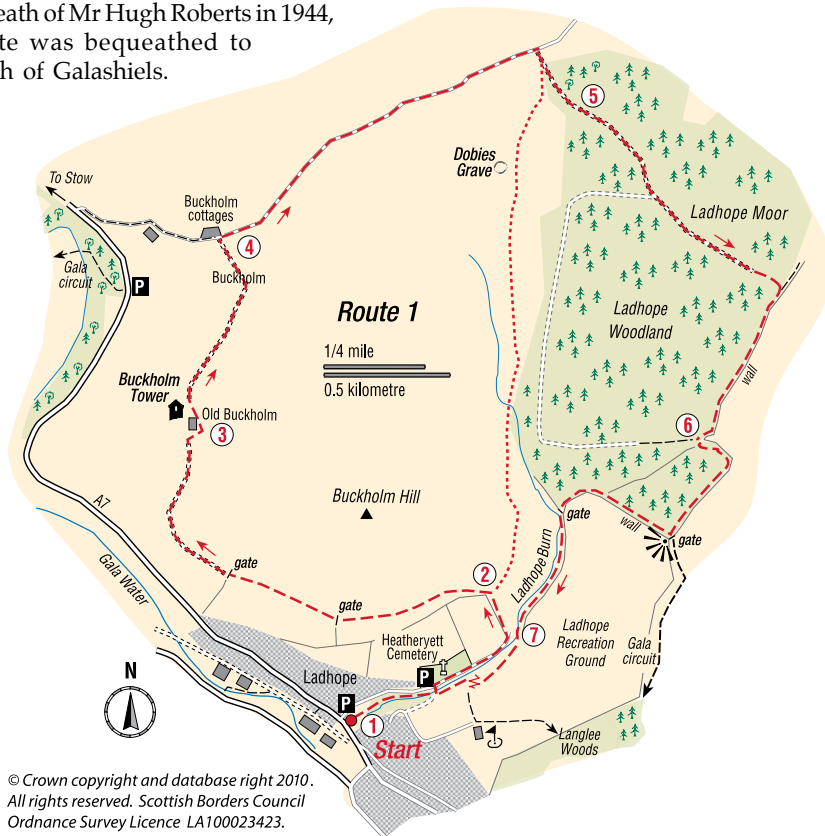 eath of Mr Hugh Roberts in 1944,
te was bequeathed to
h of Galashiels.
5
Dobies
Grave
To Stow
Buckholm
cottages
Ladhope Moor
4
Gala
circuit
P
Buckholm
Route 1
Ladhope
Woodland
1/4 mile
0.5 kilometre
Buckholm
Tower
wall
Old Buckholm
3
6
A7
Buckholm Hill
gate
wall
gate
gate
2
Ladhope Burn
Gala Water
gate
Heatheryett
Cemetery
7
Ladhope
Recreation
Ground
Gala
circuit
N
Ladhope
P
P
1
Start
Langlee
Woods
© Crown copyright and database right 2010.
All rights reserved. Scottish Borders Council
Ordnance Survey Licence LA100023423.